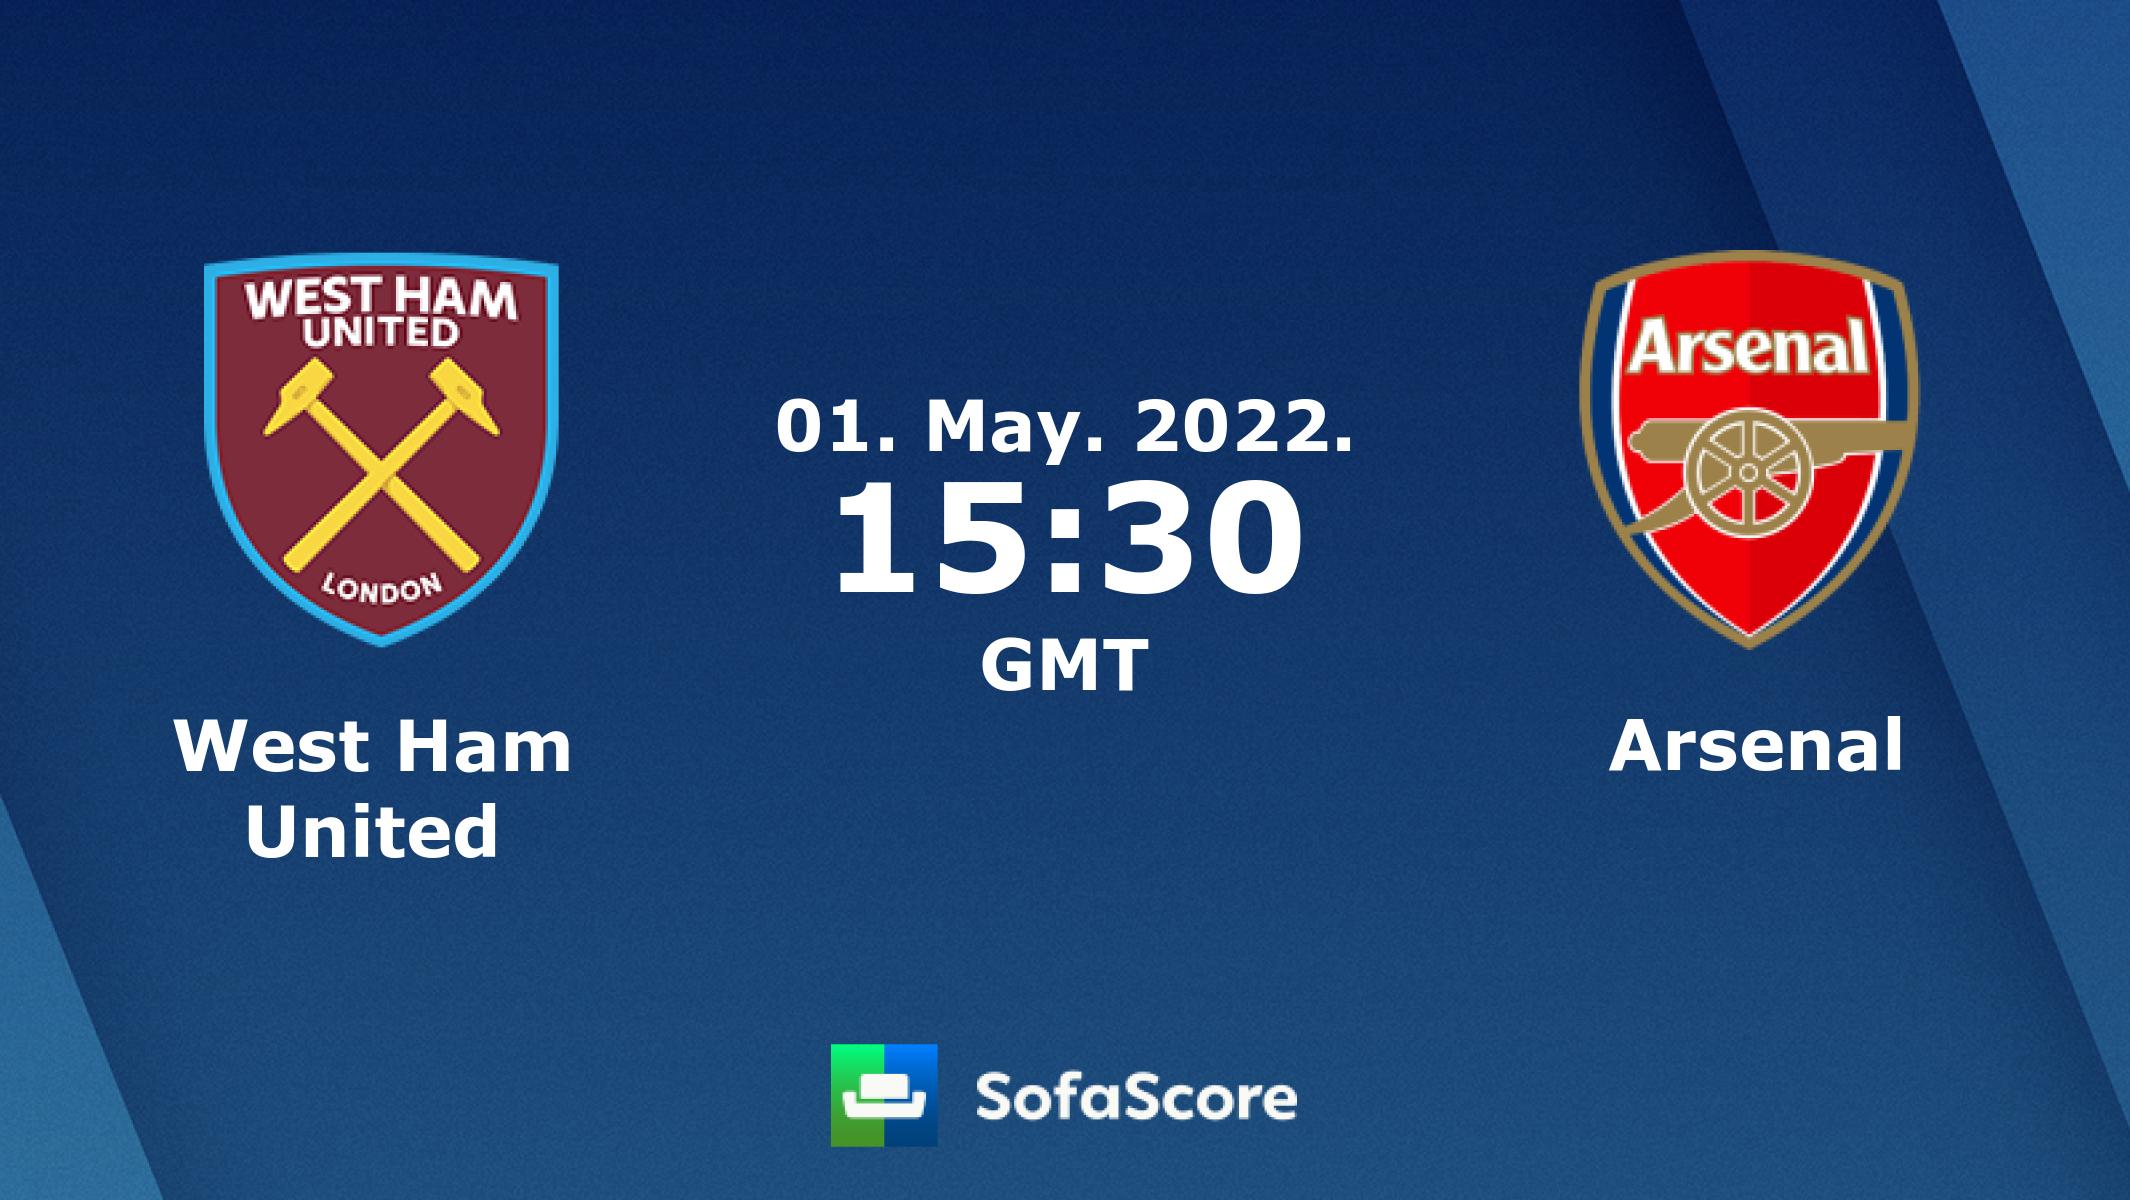 WEST HAM
UNITED
LONDON
West Ham
United
01. May. 2022.
15:30
GMT
Arsenal
Arsenal
SofaScore